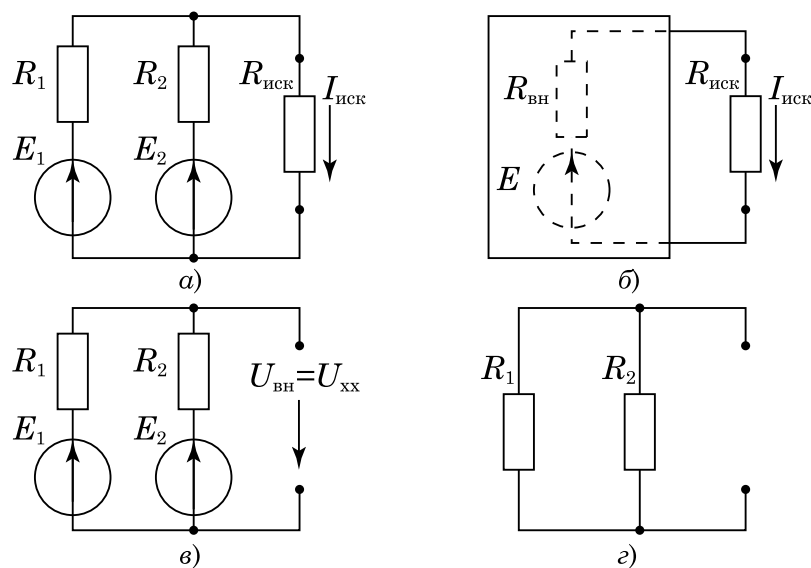 R₁ R₂ Rиск Iиск
E₁ E₂
а)
Rвн Rиск Iиск
E
б)
R₁ R₂ Uвн=Uхх
E₁ E₂
в)
R₁ R₂
г)